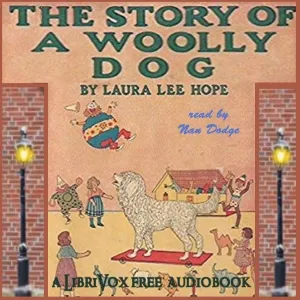 THE STORY OF
A WOOLLY
DOG
BY LAURA LEE HOPE
read by
Nan Dodge
A LIBRIVOX FREE AUDIOBOOK